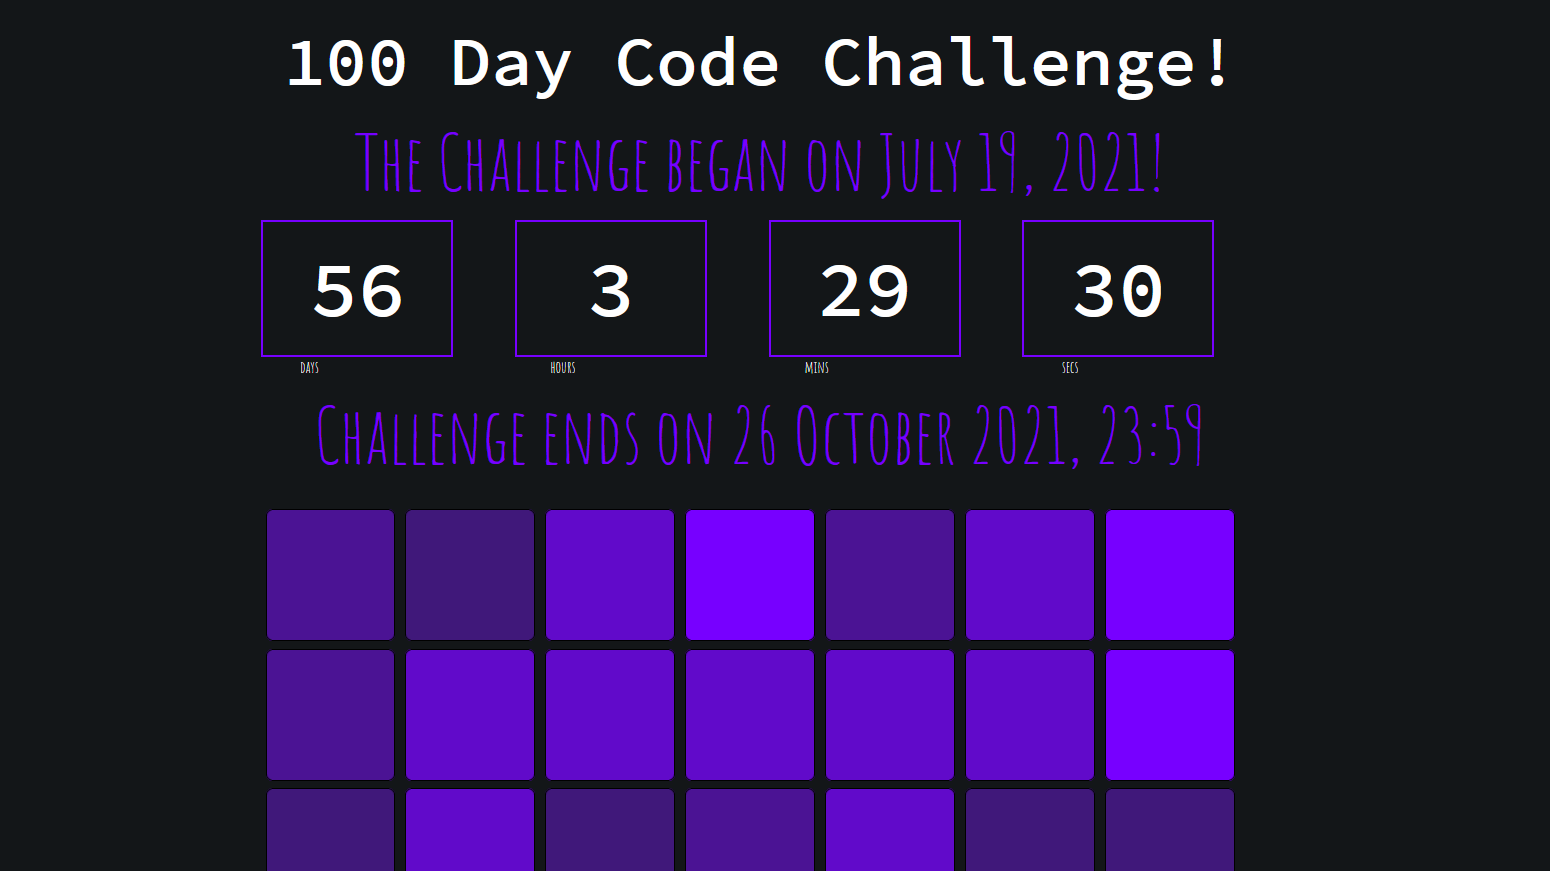 100 Day Code Challenge!
The Challenge began on July 19, 2021!
56 3 29 30
DAYS HOURS MINS SECS
Challenge ends on 26 October 2021, 23:59